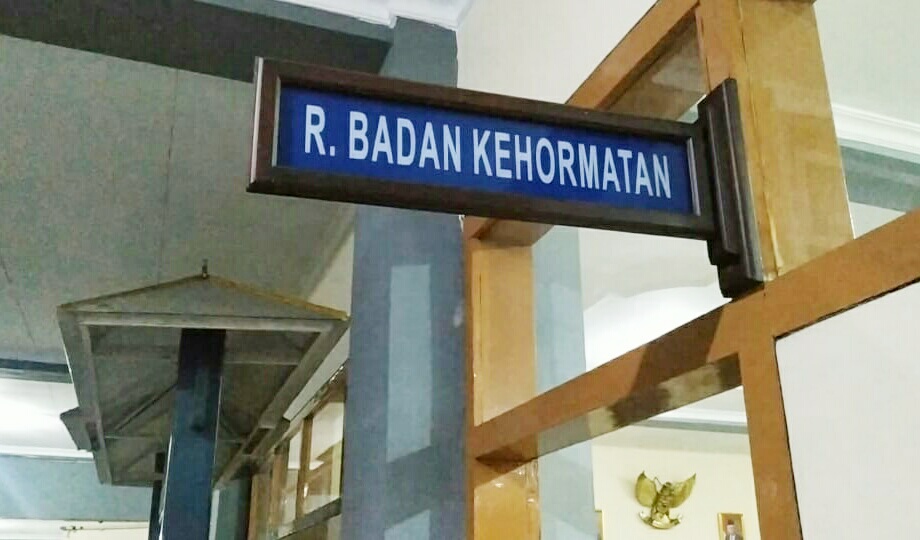 R. BADAN KEHORMATAN